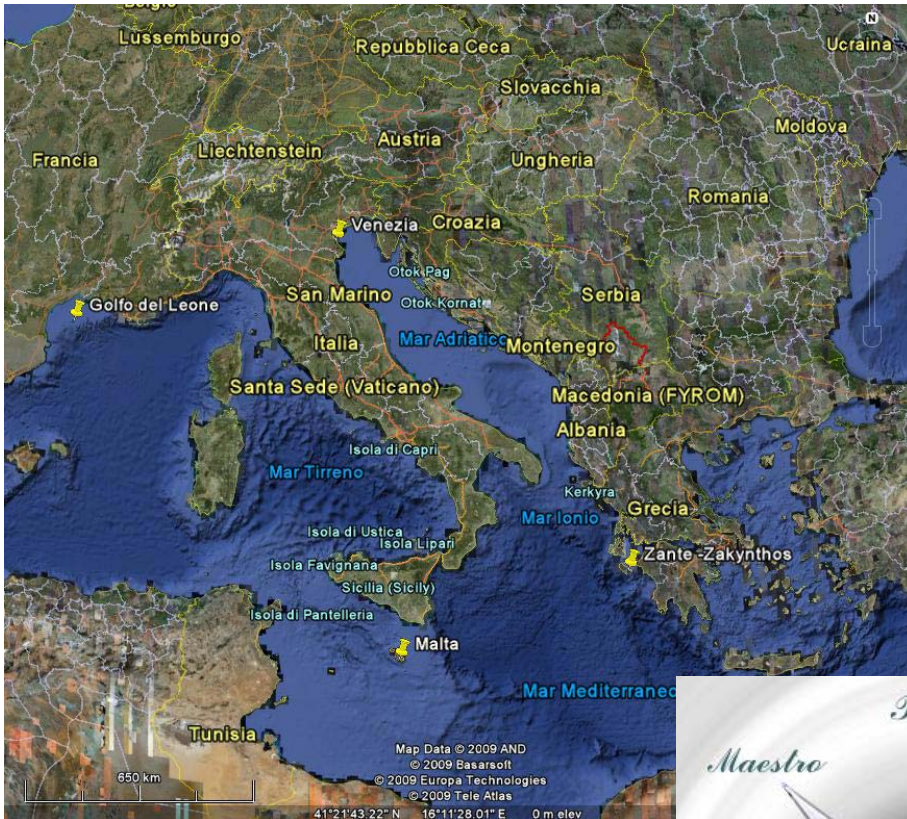 Belgio
Lussemburgo
Repubblica Ceca
N
Ucraina
Slovacchia
Moldova
Francia
Liechtenstein
Austria
Ungheria
Romania
Venezia
Croazia
Otok Pag
Golfo del Leone
San Marino
Otok Kornat
Serbia
Italia
Mar Adriatico
Montenegro
Santa Sede (Vaticano)
Macedonia (FYROM)
Albania
Isola di Capri
Mar Tirreno
Kerkyra
Mar Ionio
Grecia
Isola di Ustica
Isola Lipari
Zante -Zakynthos
Isola Favignana
Sicilia (Sicily)
Isola di Pantelleria
Malta
Mar Mediterraneo
Tunisia
Maestro
Map Data © 2009 AND
© 2009 Basarsoft
© 2009 Europa Technologies
© 2009 Tele Atlas
650 km
41°21'43.22" N 16°11'28.01" E 0 m elev